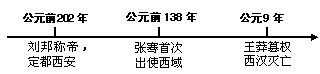 公元前202年
公元前138年
公元9年
刘邦称帝,
定都西安
张骞首次
出使西域
王莽篡权
西汉灭亡